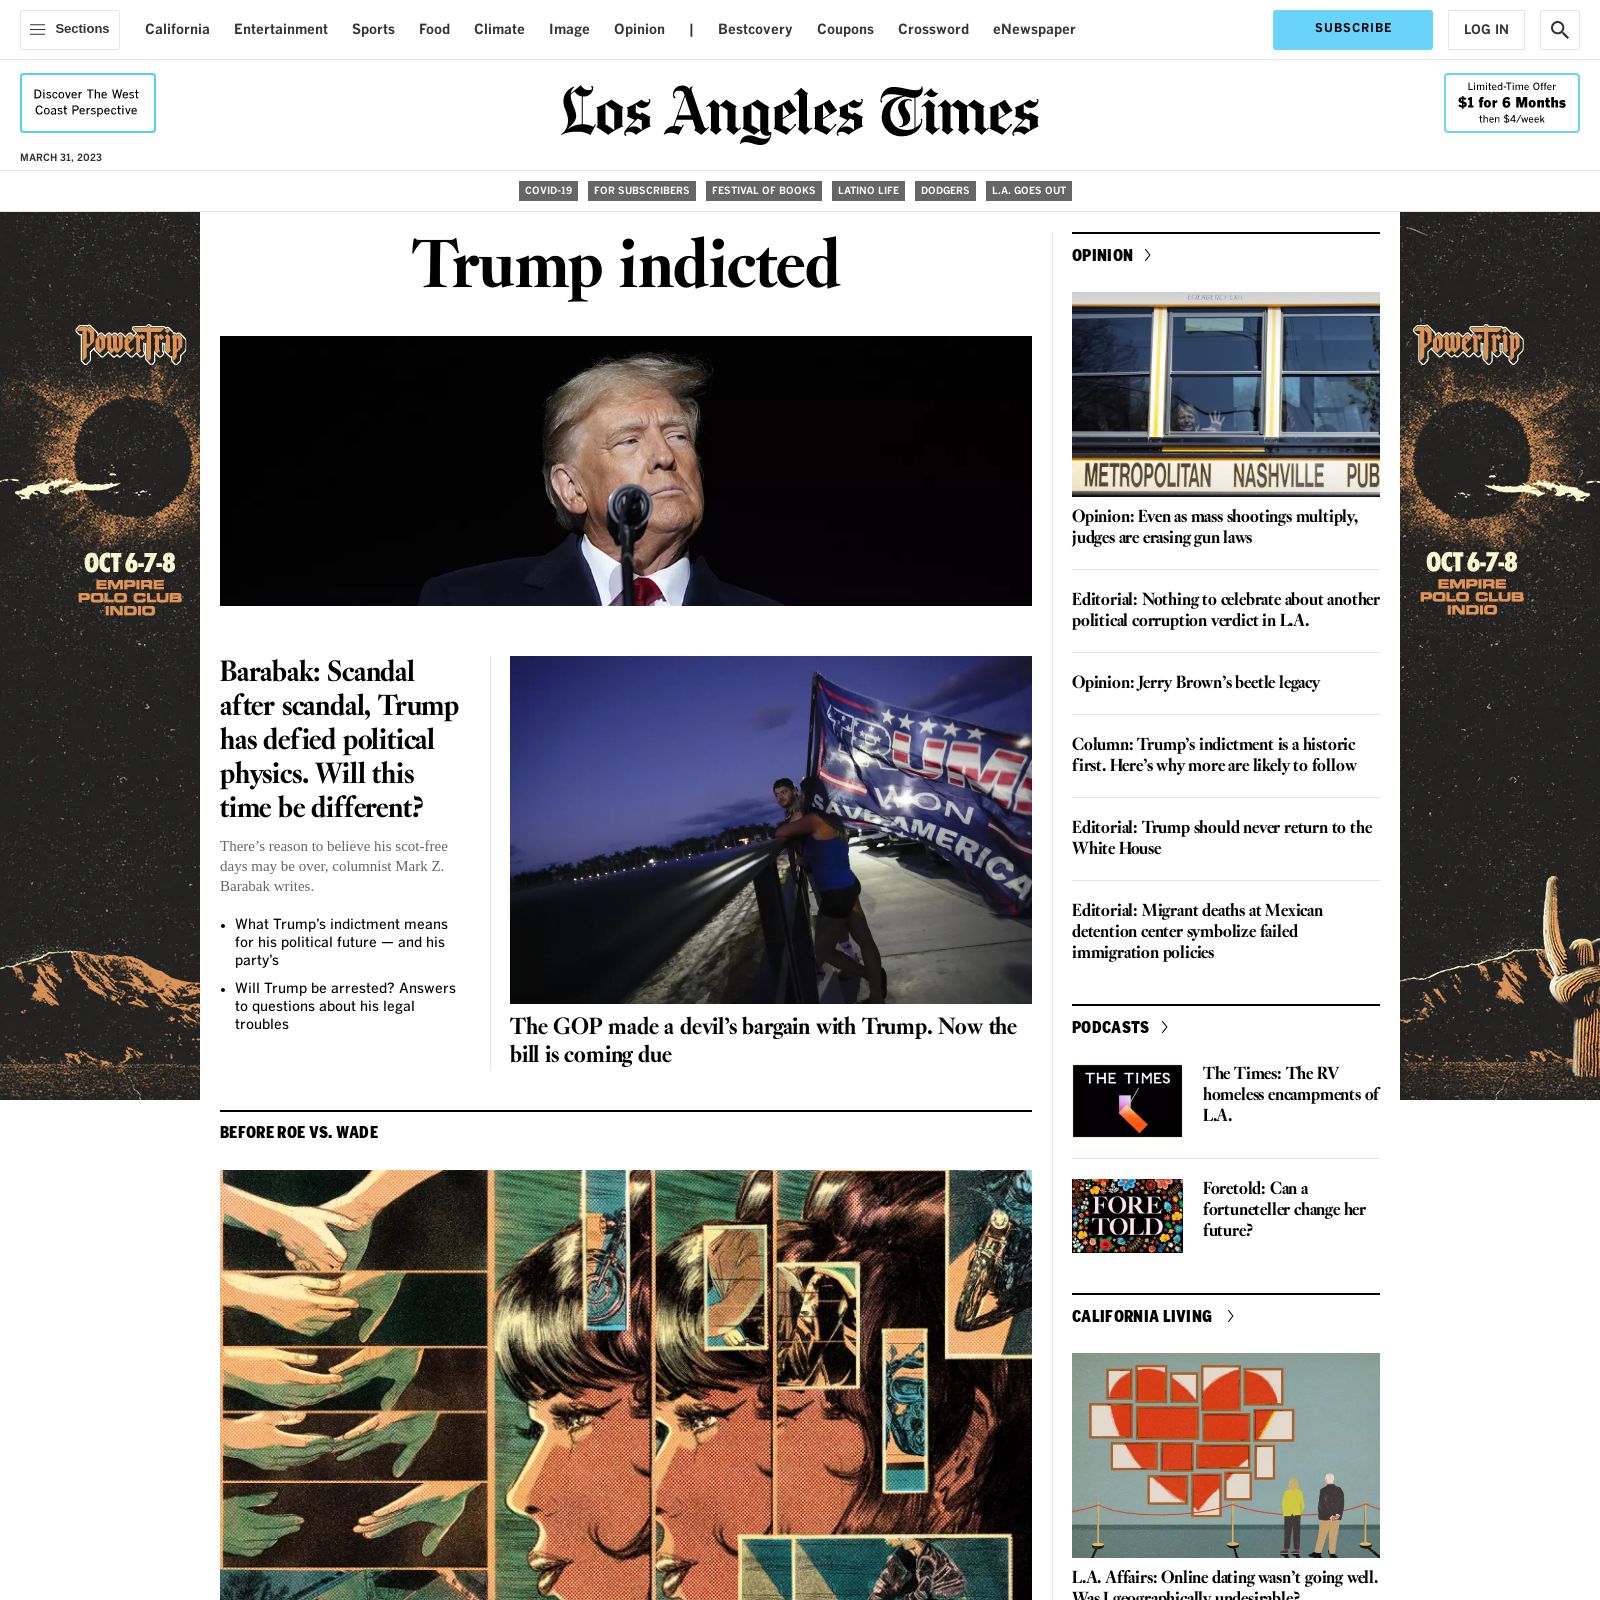 Sections
California
Entertainment
Sports
Food
Climate
Image
Opinion
|
Bestcovery
Coupons
Crossword
eNewspaper
SUBSCRIBE
LOG IN
Discover The West
Coast Perspective
Los Angeles Times
Limited-Time Offer
$1 for 6 Months
then $4/week
MARCH 31, 2023
COVID-19
FOR SUBSCRIBERS
FESTIVAL OF BOOKS
LATINO LIFE
DODGERS
L.A. GOES OUT
PowerTrip
OCT 6-7-8
EMPIRE
POLO CLUB
INDIO
Trump indicted
Barabak: Scandal
after scandal, Trump
has defied political
physics. Will this
time be different?
There’s reason to believe his scot-free
days may be over, columnist Mark Z.
Barabak writes.
• What Trump’s indictment means
for his political future — and his
party’s
• Will Trump be arrested? Answers
to questions about his legal
troubles
TRUMP
WON
SAVE AMERICA
The GOP made a devil’s bargain with Trump. Now the
bill is coming due
BEFORE ROE VS. WADE
OPINION
EMERGENCY EXIT
METROPOLITAN NASHVILLE PUB
Opinion: Even as mass shootings multiply,
judges are erasing gun laws
Editorial: Nothing to celebrate about another
political corruption verdict in L.A.
Opinion: Jerry Brown’s beetle legacy
Column: Trump’s indictment is a historic
first. Here’s why more are likely to follow
Editorial: Trump should never return to the
White House
Editorial: Migrant deaths at Mexican
detention center symbolize failed
immigration policies
PODCASTS
THE TIMES
The Times: The RV
homeless encampments of
L.A.
FORE
TOLD
Foretold: Can a
fortuneteller change her
future?
CALIFORNIA LIVING
L.A. Affairs: Online dating wasn’t going well.
Was I geographically undesirable?
PowerTrip
OCT 6-7-8
EMPIRE
POLO CLUB
INDIO